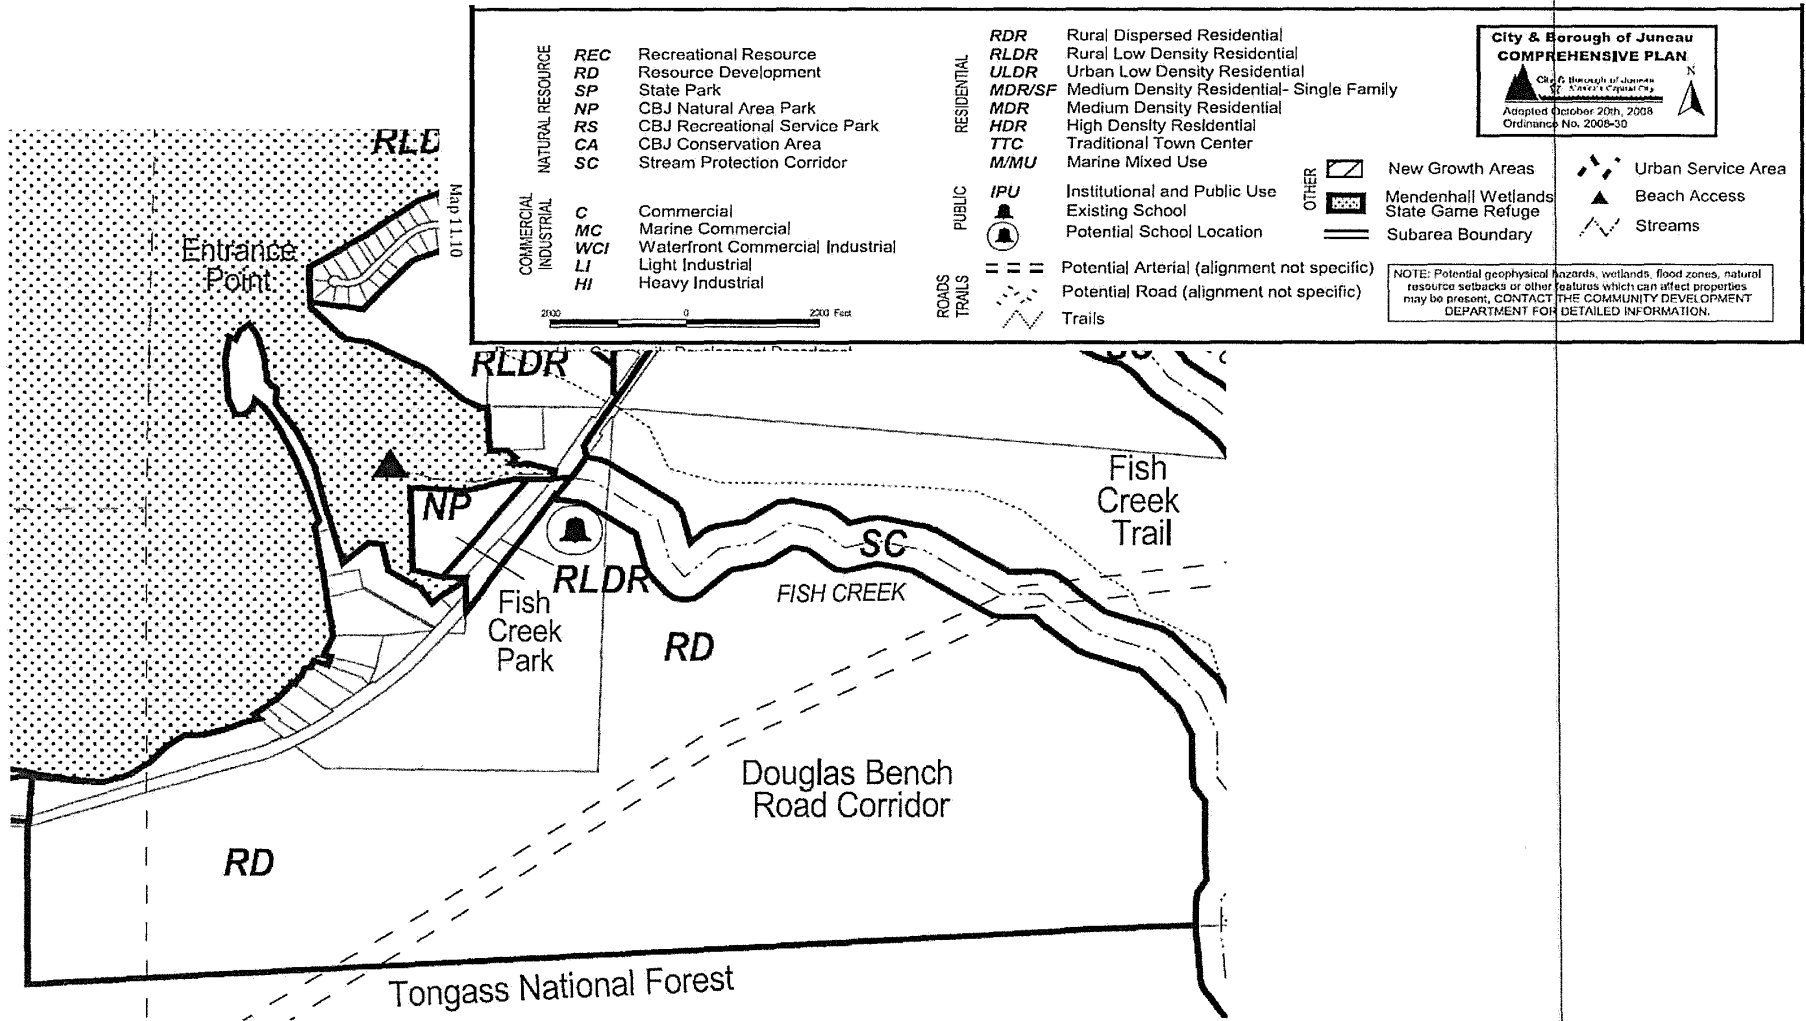 NATURAL RESOURCE
REC Recreational Resource
RD Resource Development
SP State Park
NP CBJ Natural Area Park
RS CBJ Recreational Service Park
CA CBJ Conservation Area
SC Stream Protection Corridor
COMMERCIAL
INDUSTRIAL
C Commercial
MC Marine Commercial
WCI Waterfront Commercial Industrial
LI Light Industrial
HI Heavy Industrial
2000 0 2000 Feet
RESIDENTIAL
RDR Rural Dispersed Residential
RLDR Rural Low Density Residential
ULDR Urban Low Density Residential
MDR/SF Medium Density Residential- Single Family
MDR Medium Density Residential
HDR High Density Residential
TTC Traditional Town Center
M/MU Marine Mixed Use
PUBLIC
IPU Institutional and Public Use
Existing School
Potential School Location
ROADS
TRAILS
Potential Arterial (alignment not specific)
Potential Road (alignment not specific)
Trails
City & Borough of Juneau
COMPREHENSIVE PLAN
City & Borough of Juneau
Alaska's Capital City
N
Adopted October 20th, 2008
Ordinance No. 2008-30
OTHER
New Growth Areas
Mendenhall Wetlands
State Game Refuge
Subarea Boundary
Urban Service Area
Beach Access
Streams
NOTE: Potential geophysical hazards, wetlands, flood zones, natural
resource setbacks or other features which can affect properties
may be present, CONTACT THE COMMUNITY DEVELOPMENT
DEPARTMENT FOR DETAILED INFORMATION.
Map 11.10
RLD
Entrance
Point
RLDR
NP
Fish
Creek
Trail
SC
FISH CREEK
RLDR
Fish
Creek
Park
RD
Douglas Bench
Road Corridor
RD
Tongass National Forest